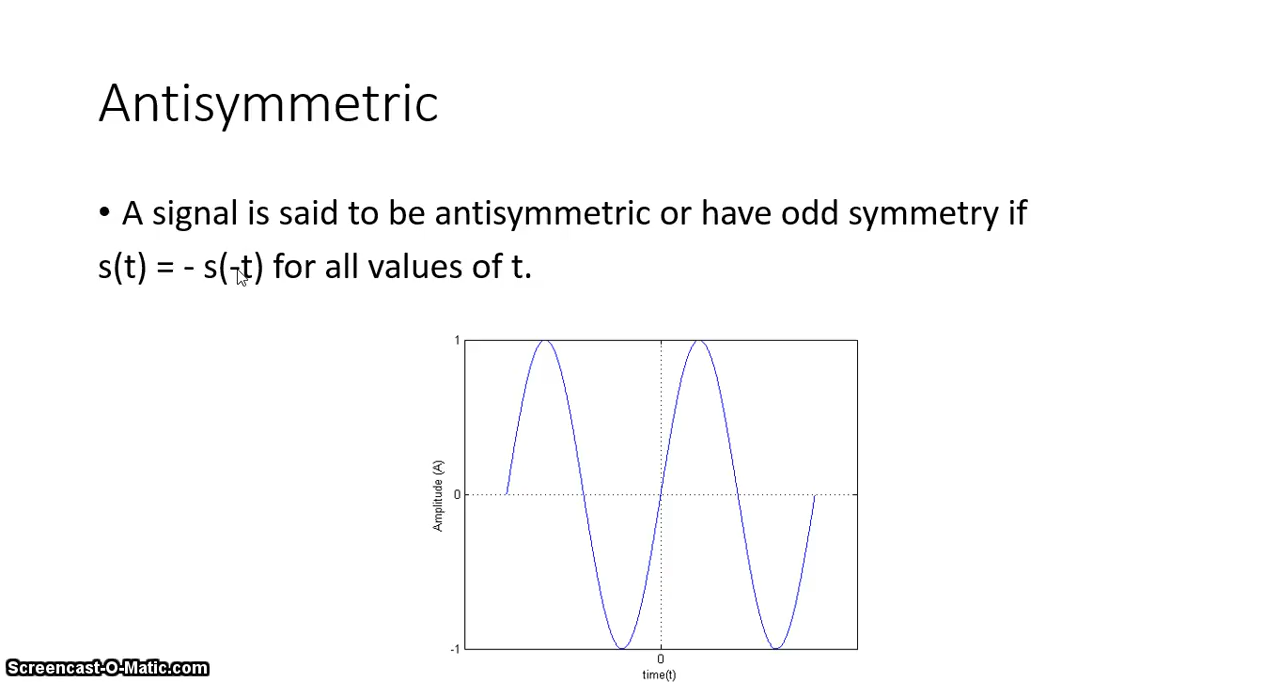 Antisymmetric
• A signal is said to be antisymmetric or have odd symmetry if
s(t) = - s(-t) for all values of t.
1
0
-1
Amplitude (A)
0
time(t)
Screencast-O-Matic.com